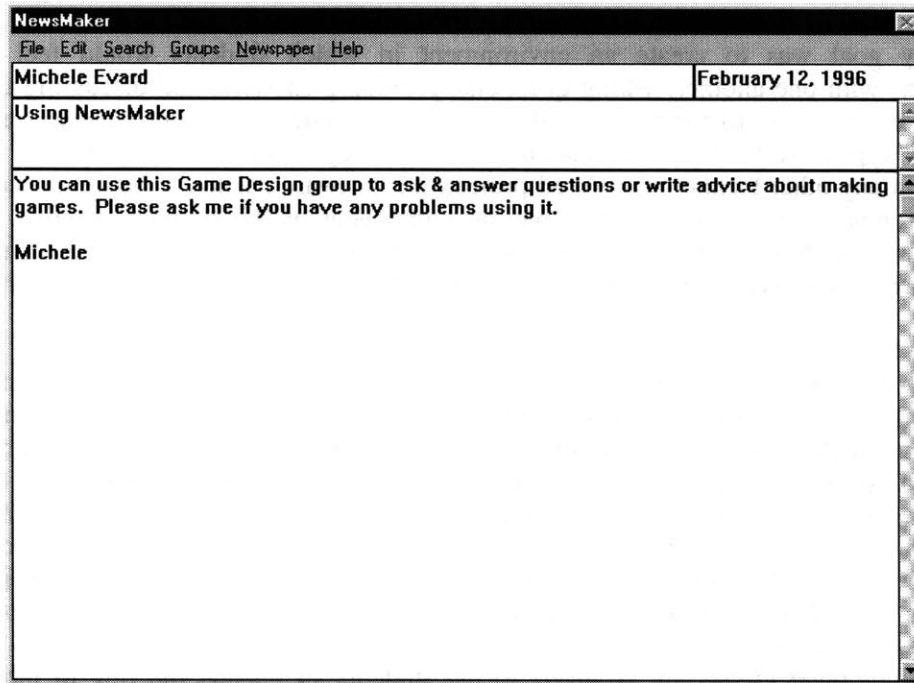 NewsMaker
File Edit Search Groups Newspaper Help
Michele Evard February 12, 1996
Using NewsMaker
You can use this Game Design group to ask & answer questions or write advice about making
games. Please ask me if you have any problems using it.
Michele